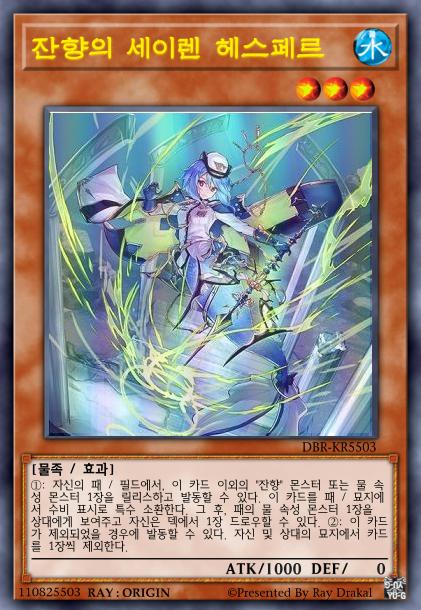 잔향의 세이렌 헤스페르
水
DBR-KR5503
[물족 / 효과]
①: 자신의 패 / 필드에서, 이 카드 이외의 "잔향" 몬스터 또는 물 속
성 몬스터 1장을 릴리스하고 발동할 수 있다. 이 카드를 패 / 묘지에
서 수비 표시로 특수 소환한다. 그 후, 패의 물 속성 몬스터 1장을
상대에게 보여주고 자신은 덱에서 1장 드로우할 수 있다. ②: 이 카드
가 제외되었을 경우에 발동할 수 있다. 자신 및 상대의 묘지에서 카드
를 1장씩 제외한다.
ATK/1000 DEF/ 0
110825503 RAY : ORIGIN ©Presented By Ray Drakal